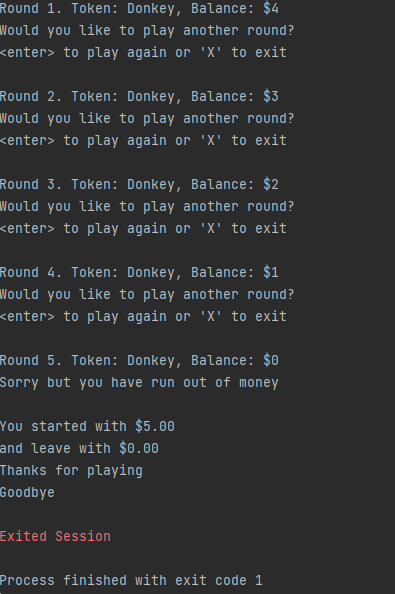 Round 1. Token: Donkey, Balance: $4
Would you like to play another round?
<enter> to play again or 'X' to exit
Round 2. Token: Donkey, Balance: $3
Would you like to play another round?
<enter> to play again or 'X' to exit
Round 3. Token: Donkey, Balance: $2
Would you like to play another round?
<enter> to play again or 'X' to exit
Round 4. Token: Donkey, Balance: $1
Would you like to play another round?
<enter> to play again or 'X' to exit
Round 5. Token: Donkey, Balance: $0
Sorry but you have run out of money
You started with $5.00
and leave with $0.00
Thanks for playing
Goodbye
Exited Session
Process finished with exit code 1